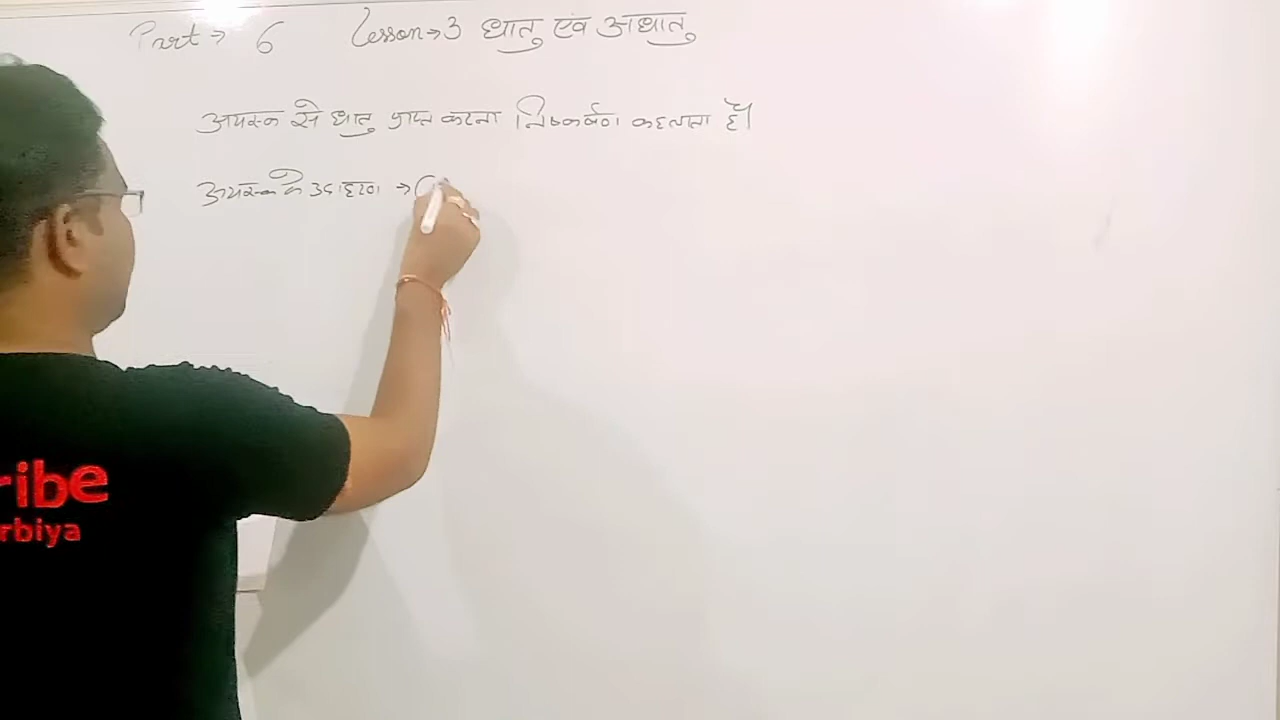 Part → 6 Lesson → 3 धातु एवं अधातु
अयस्क से धातु प्राप्त करना निष्कर्षण कहलाता है।
अयस्क के उदाहरण →
ribe
rbiya